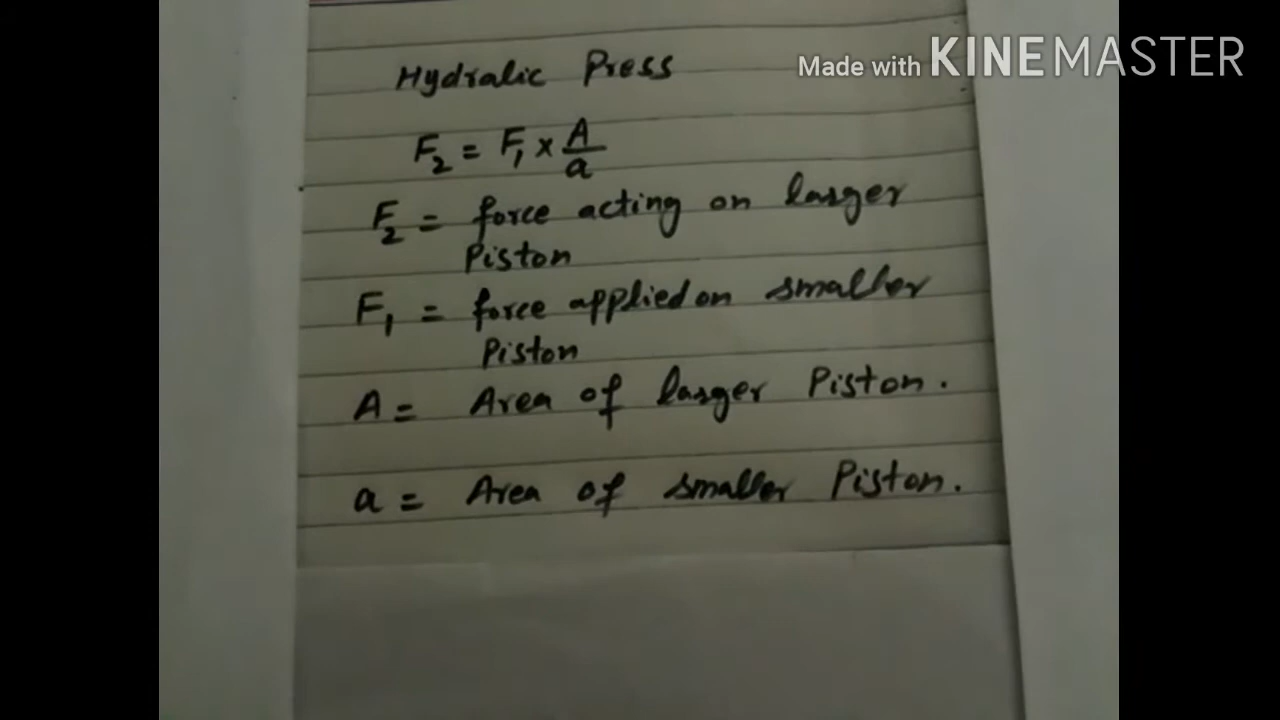 Made with KINEMASTER
Hydralic Press
F₂ = F₁ × A/a
F₂ = force acting on larger
Piston
F₁ = force applied on smaller
Piston
A = Area of larger Piston.
a = Area of smaller Piston.